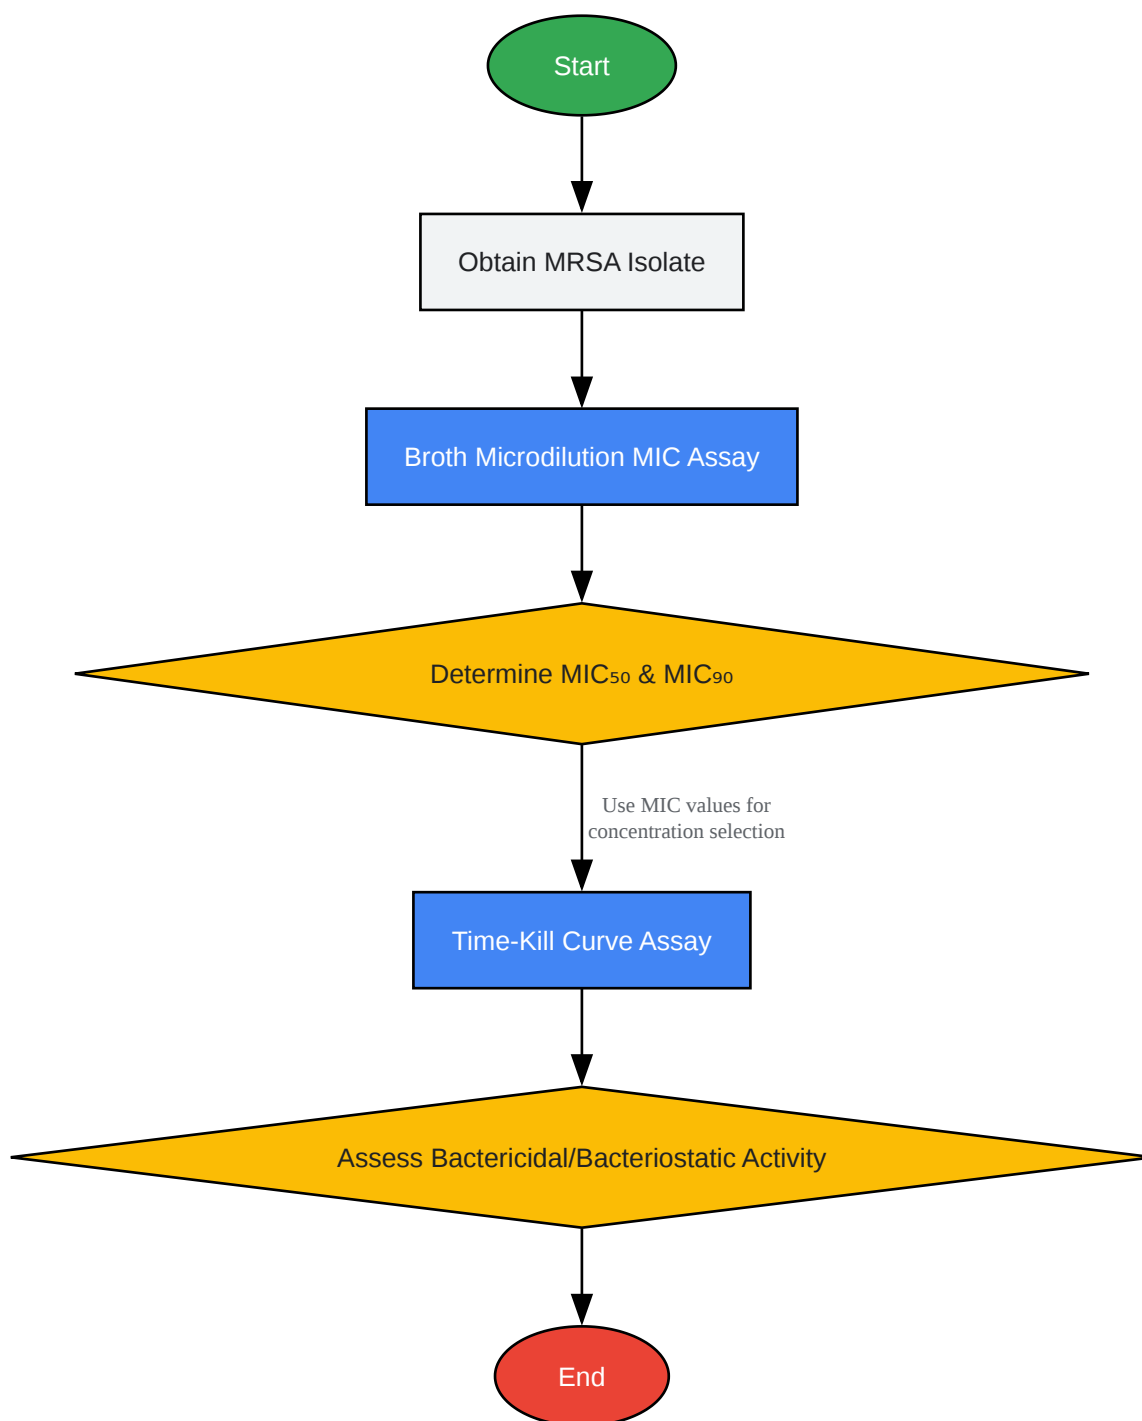 Start
Obtain MRSA Isolate
Broth Microdilution MIC Assay
Determine MIC₅₀ & MIC₉₀
Use MIC values for
concentration selection
Time-Kill Curve Assay
Assess Bactericidal/Bacteriostatic Activity
End